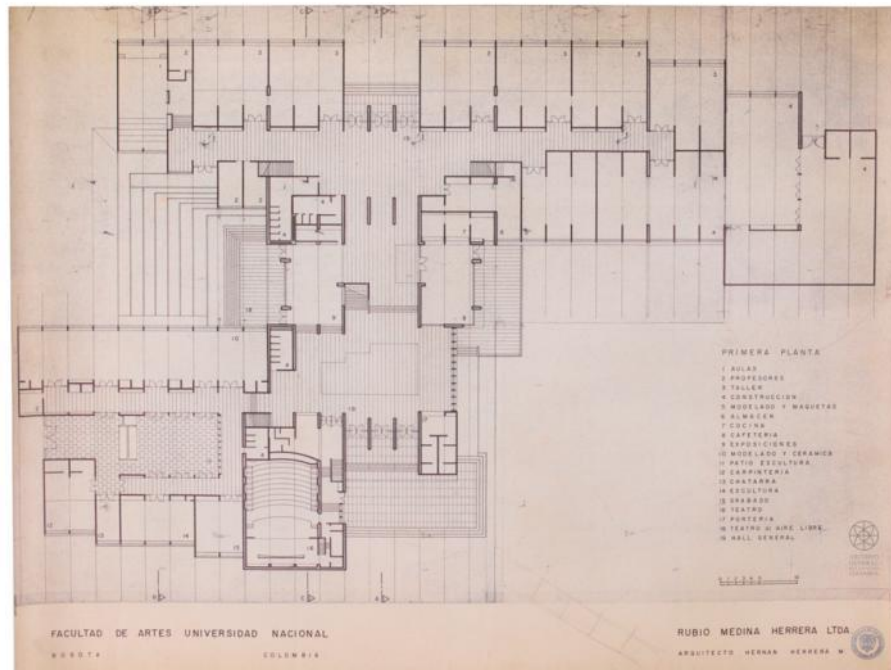 PRIMERA PLANTA
1 AULAS
2 PROFESORES
3 TALLER
4 CONSTRUCCION
5 MODELADO Y MAQUETAS
6 ALMACEN
7 COCINA
8 CAFETERIA
9 EXPOSICIONES
10 MODELADO Y CERAMICA
11 PATIO ESCULTURA
12 CARPINTERIA
13 CHATARRA
14 ESCULTURA
15 GRABADO
16 TEATRO
17 PORTERIA
18 TEATRO al AIRE LIBRE
19 HALL GENERAL
FACULTAD DE ARTES UNIVERSIDAD NACIONAL
BOGOTA COLOMBIA
RUBIO MEDINA HERRERA LTDA
ARQUITECTO HERNAN HERRERA M.